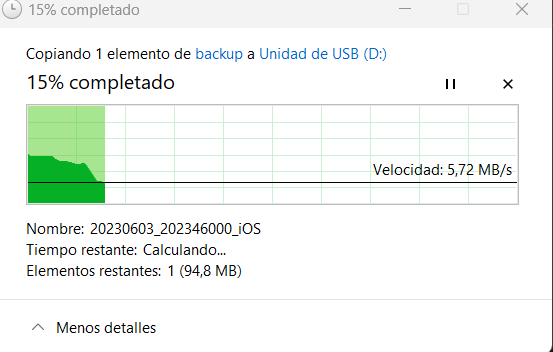 15% completado
Copiando 1 elemento de backup a Unidad de USB (D:)
15% completado
Velocidad: 5,72 MB/s
Nombre: 20230603_202346000_iOS
Tiempo restante: Calculando...
Elementos restantes: 1 (94,8 MB)
Menos detalles